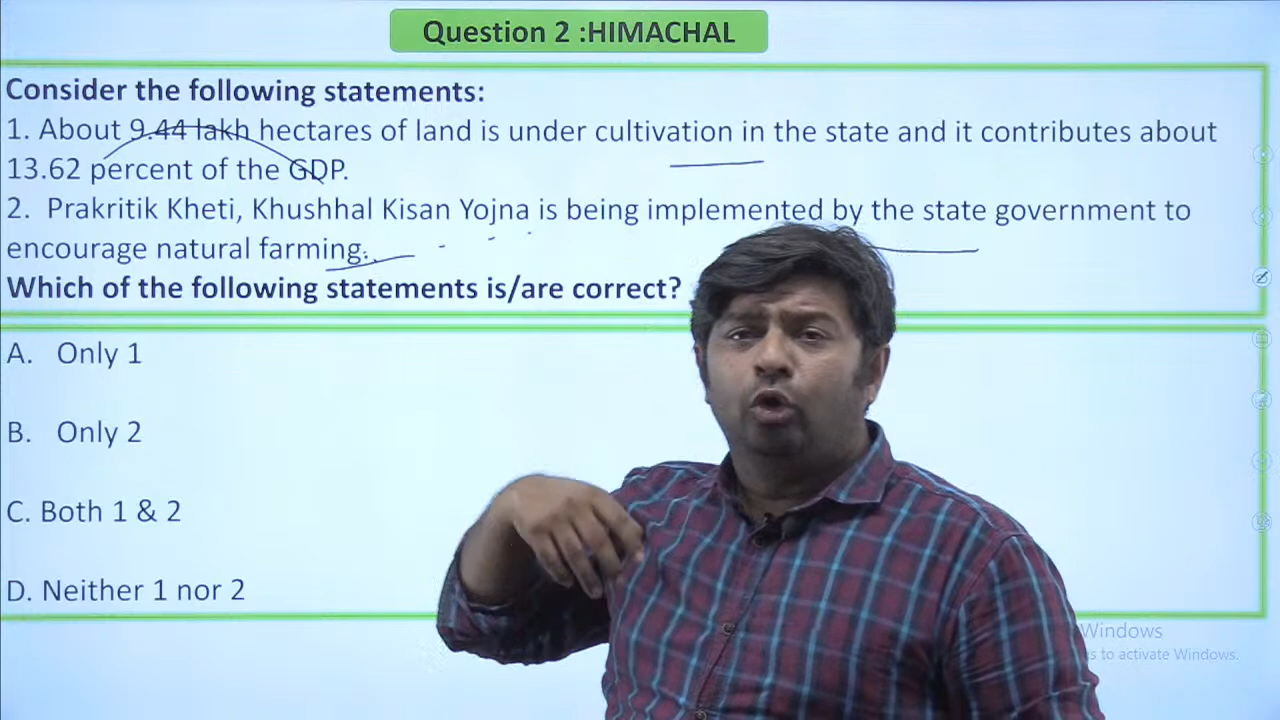 Question 2 :HIMACHAL
Consider the following statements:
1. About 9.44 lakh hectares of land is under cultivation in the state and it contributes about
13.62 percent of the GDP.
2. Prakritik Kheti, Khushhal Kisan Yojna is being implemented by the state government to
encourage natural farming.
Which of the following statements is/are correct?
A. Only 1
B. Only 2
C. Both 1 & 2
D. Neither 1 nor 2
Windows
to activate Windows.